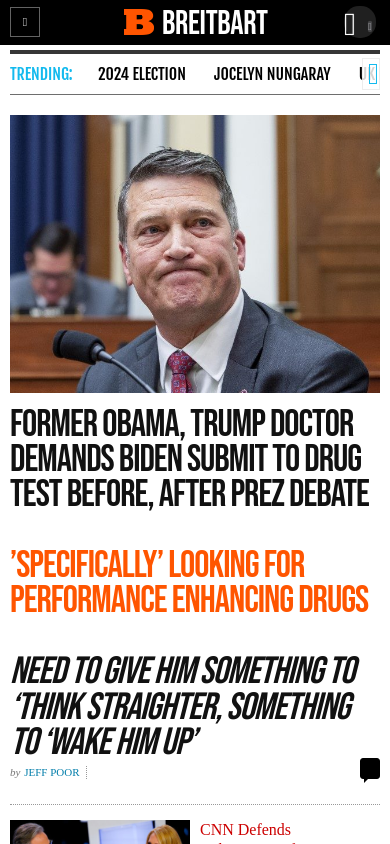 B BREITBART
TRENDING:
2024 ELECTION
JOCELYN NUNGARAY
FORMER OBAMA, TRUMP DOCTOR
DEMANDS BIDEN SUBMIT TO DRUG
TEST BEFORE, AFTER PREZ DEBATE
’SPECIFICALLY’ LOOKING FOR
PERFORMANCE ENHANCING DRUGS
NEED TO GIVE HIM SOMETHING TO
‘THINK STRAIGHTER, SOMETHING
TO ‘WAKE HIM UP’
by JEFF POOR
CNN Defends